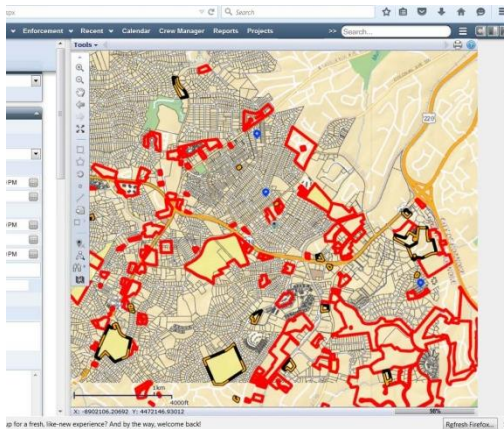 Search
Enforcement Recent Calendar Crew Manager Reports Projects >> Search...
Tools
PM
PM
PM
1km
4000ft
X: -8902106.20692 Y: 4472146.93012
98%
up for a fresh, like-new experience? And by the way, welcome back!
Refresh Firefox...